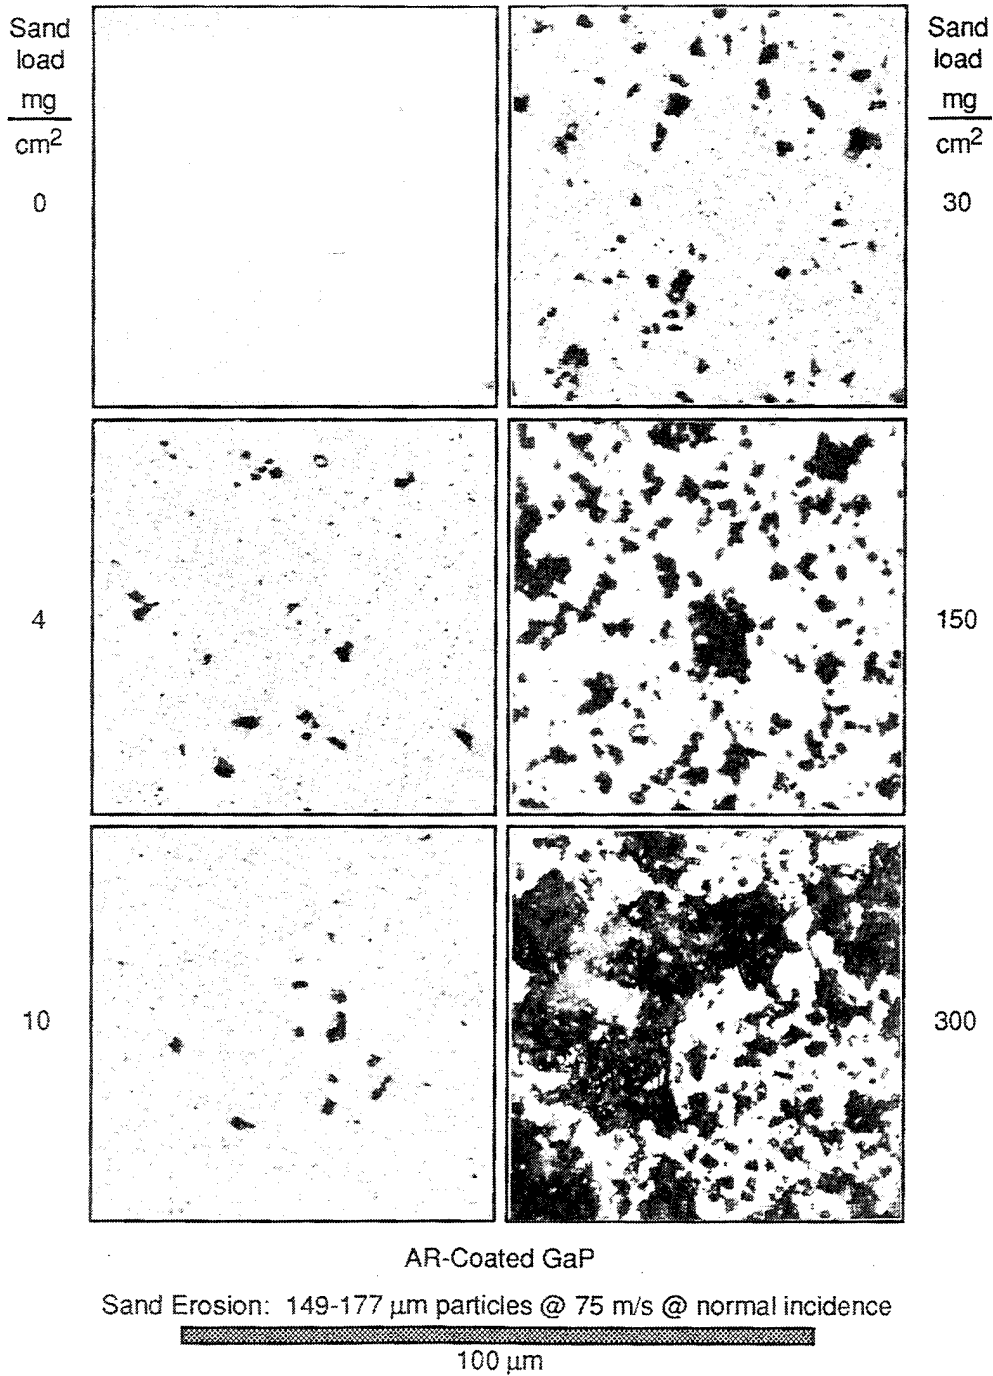 Sand
load
mg
cm2
0
4
10
Sand
load
mg
cm2
30
150
300
AR-Coated GaP
Sand Erosion: 149-177 μm particles @ 75 m/s @ normal incidence
100 μm